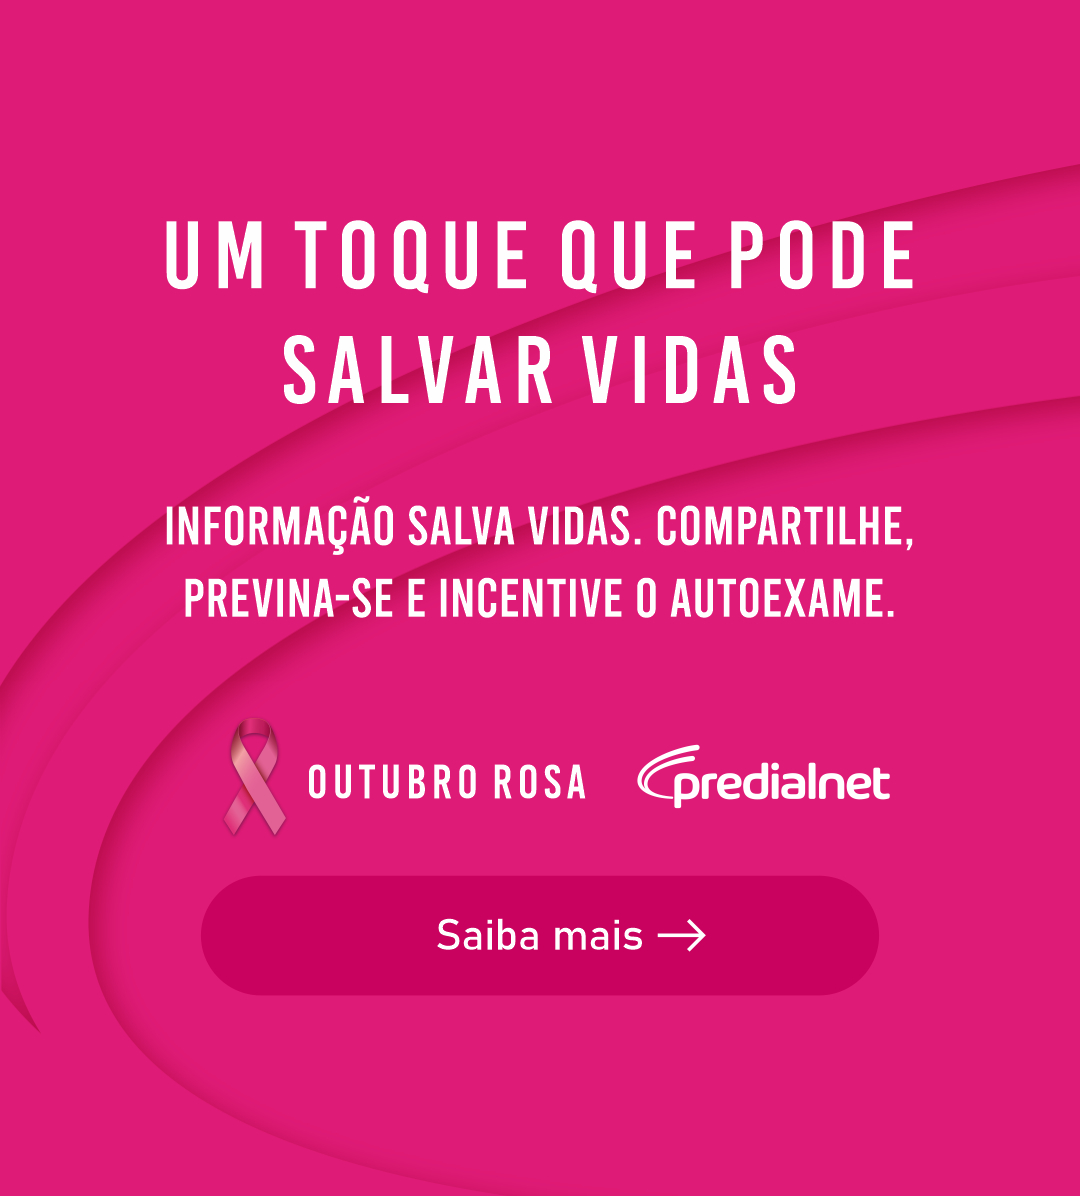 UM TOQUE QUE PODE
SALVAR VIDAS
INFORMAÇÃO SALVA VIDAS. COMPARTILHE,
PREVINA-SE E INCENTIVE O AUTOEXAME.
OUTUBRO ROSA predialnet
Saiba mais →